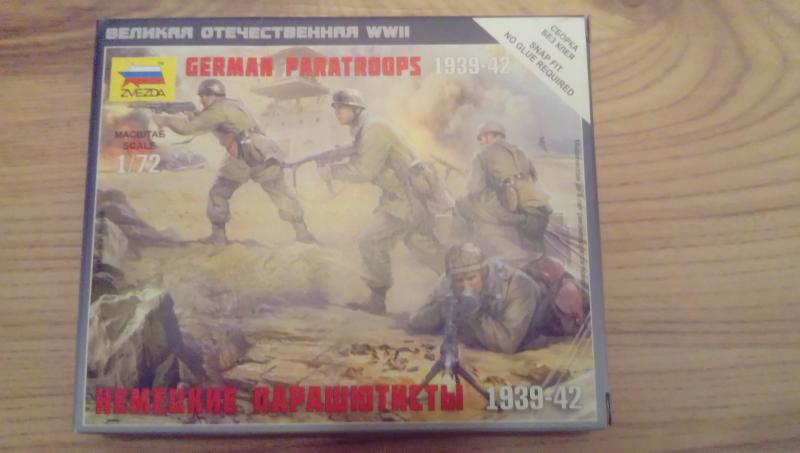 ВЕЛИКАЯ ОТЕЧЕСТВЕННАЯ WWII
СБОРКА
БЕЗ КЛЕЯ
SNAP FIT
NO GLUE REQUIRED
GERMAN PARATROOPS 1939-42
ZVEZDA
TM
МАСШТАБ
SCALE
1/72
НЕМЕЦКИЕ ПАРАШЮТИСТЫ 1939-42